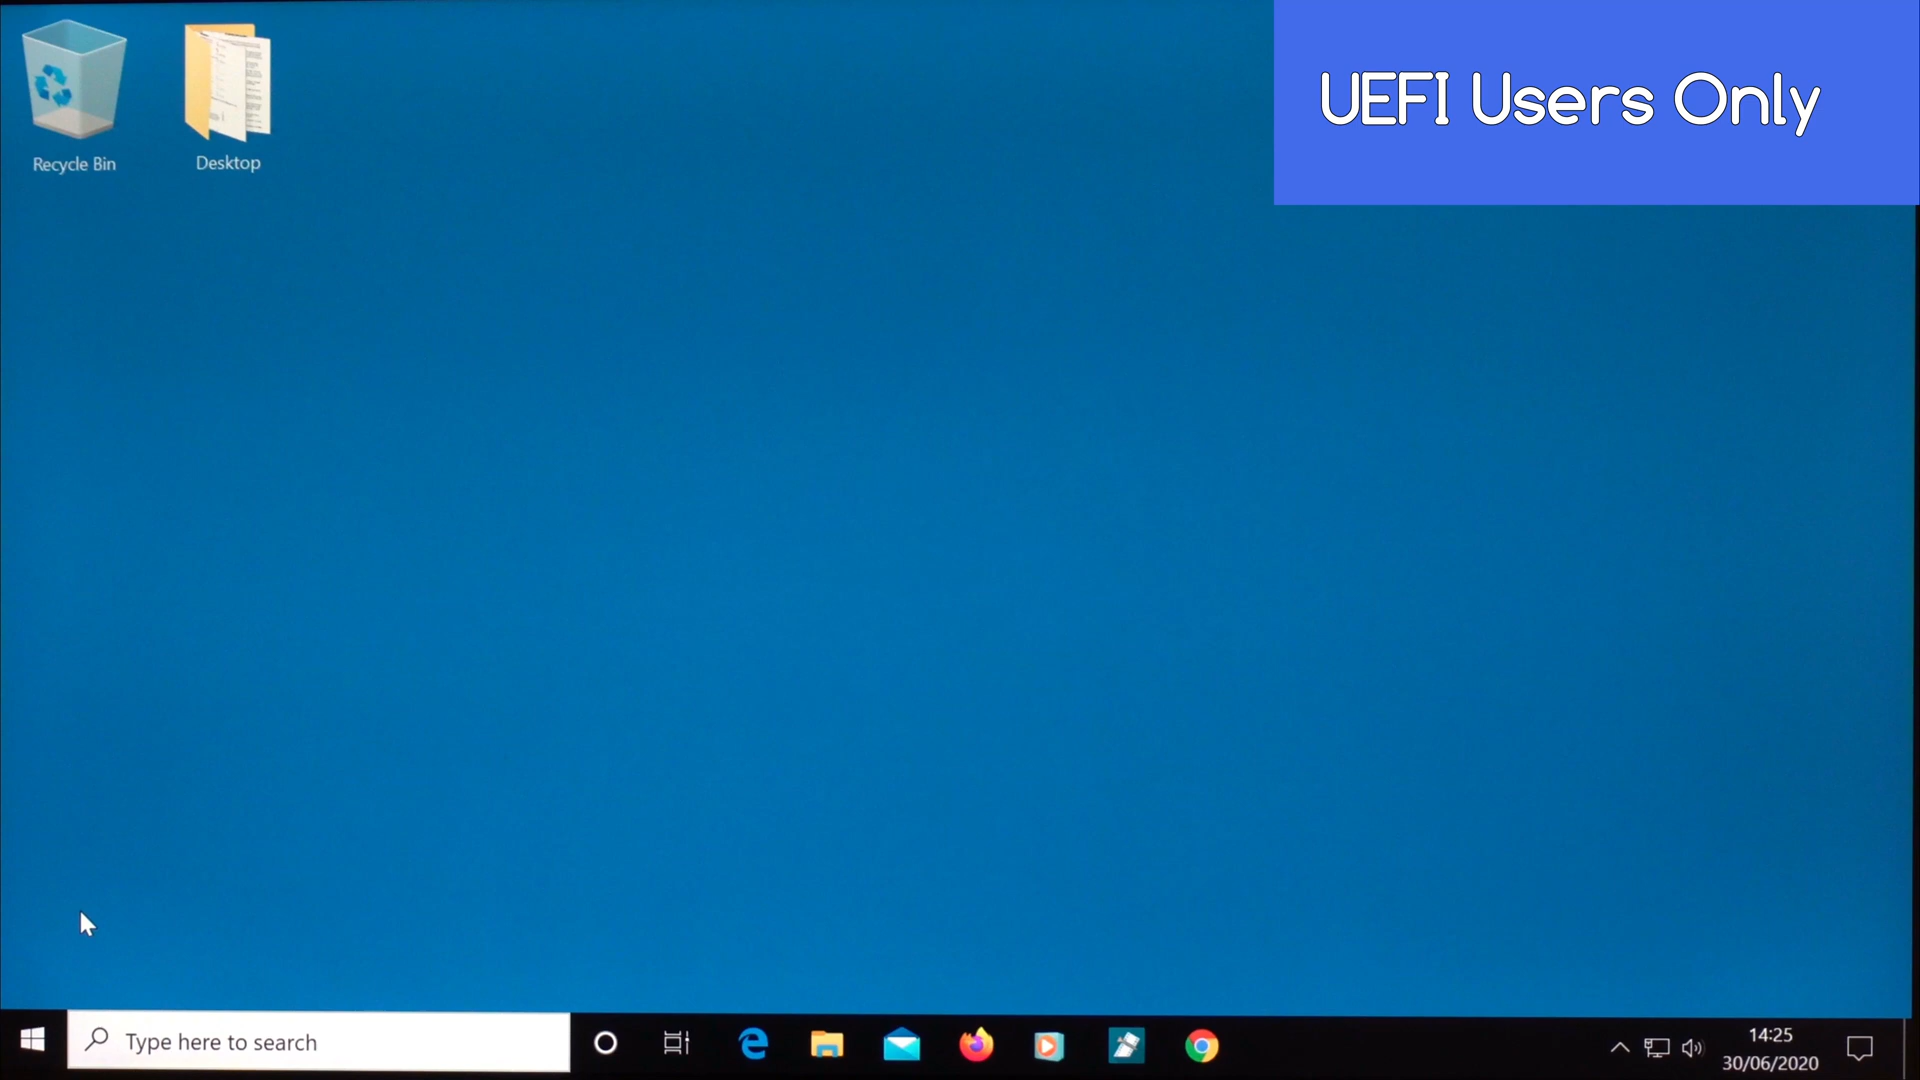 UEFI Users Only
Recycle Bin
Desktop
Type here to search
14:25
30/06/2020